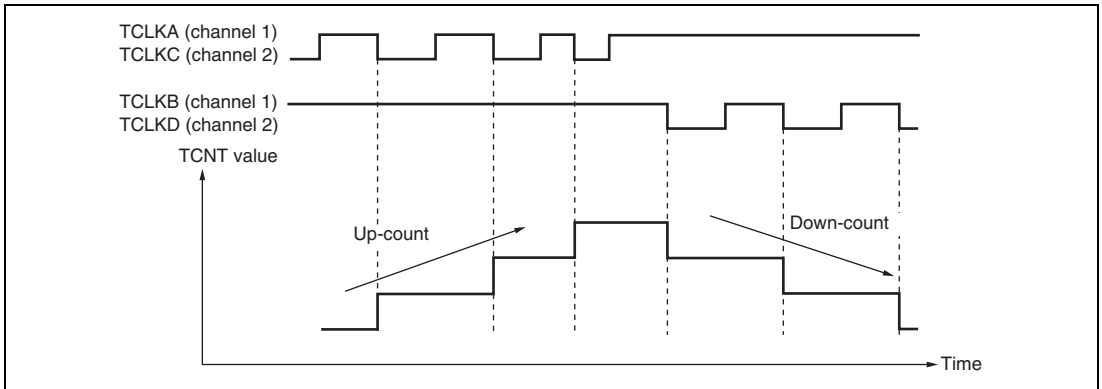 TCLKA (channel 1)
TCLKC (channel 2)
TCLKB (channel 1)
TCLKD (channel 2)
TCNT value
Up-count
Down-count
Time